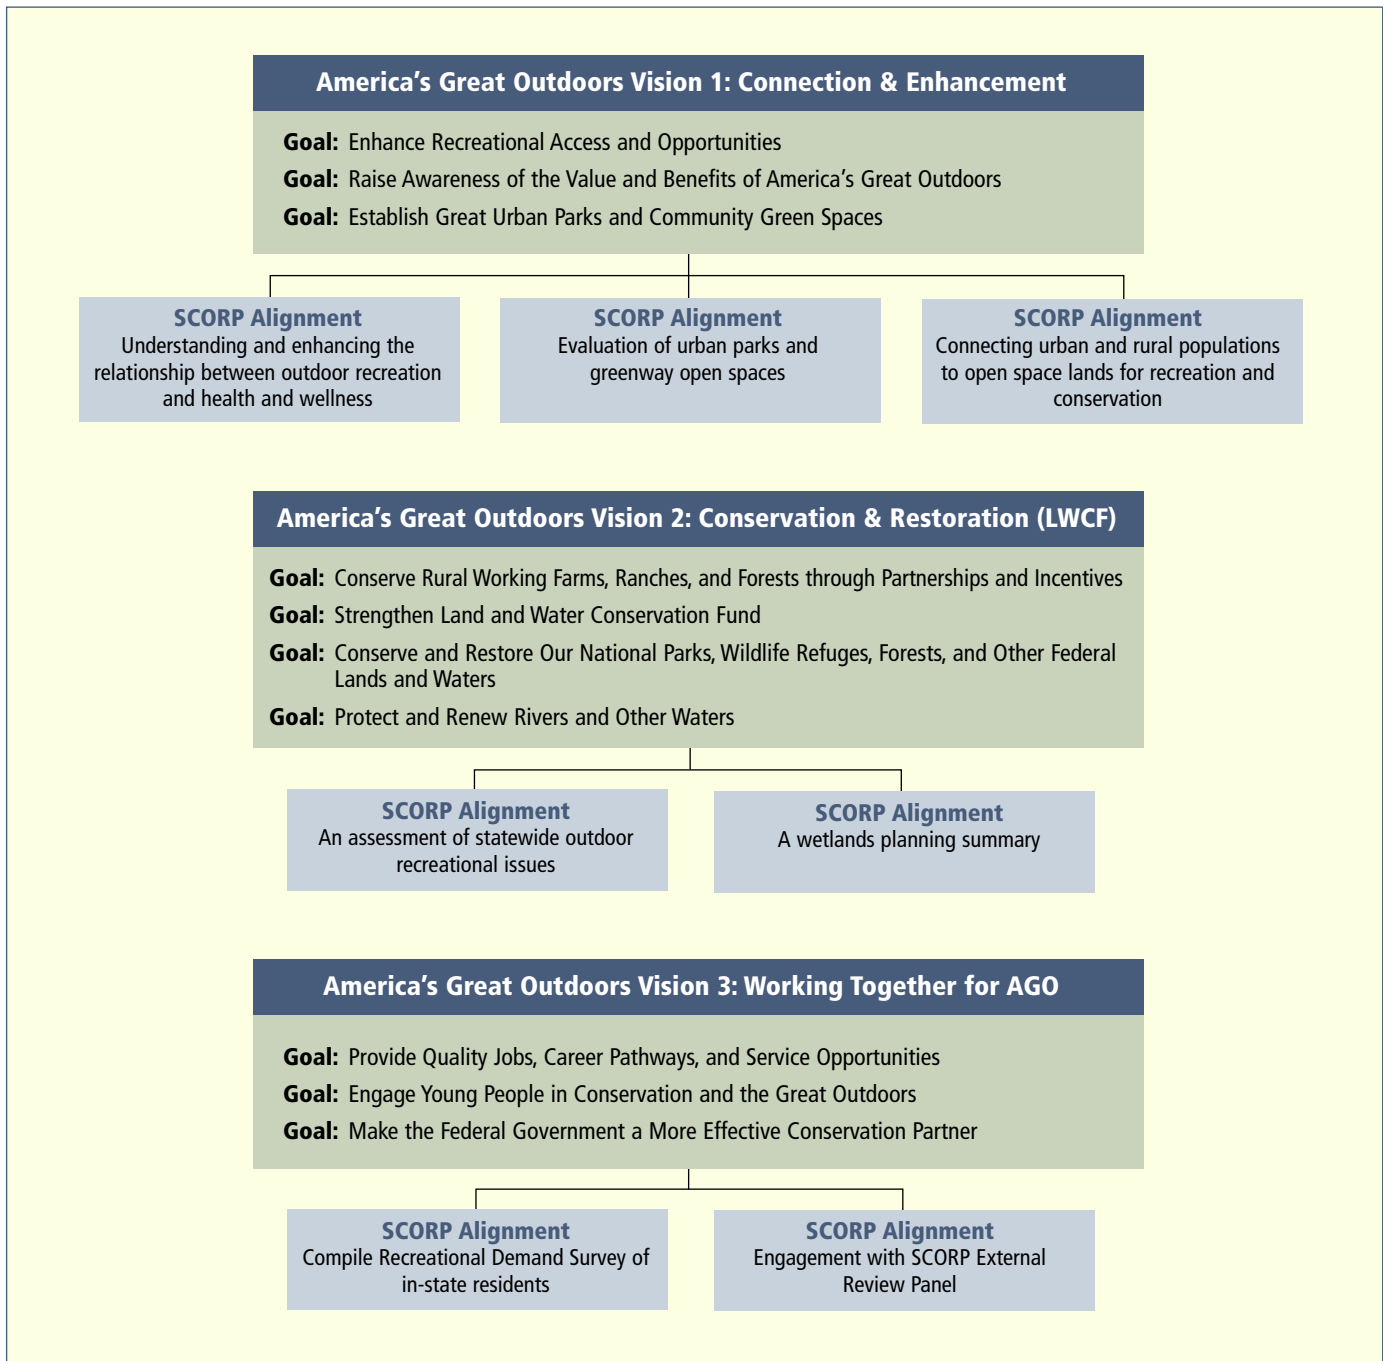 America's Great Outdoors Vision 1: Connection & Enhancement
Goal: Enhance Recreational Access and Opportunities
Goal: Raise Awareness of the Value and Benefits of America's Great Outdoors
Goal: Establish Great Urban Parks and Community Green Spaces
SCORP Alignment
Understanding and enhancing the
relationship between outdoor recreation
and health and wellness
SCORP Alignment
Evaluation of urban parks and
greenway open spaces
SCORP Alignment
Connecting urban and rural populations
to open space lands for recreation and
conservation
America's Great Outdoors Vision 2: Conservation & Restoration (LWCF)
Goal: Conserve Rural Working Farms, Ranches, and Forests through Partnerships and Incentives
Goal: Strengthen Land and Water Conservation Fund
Goal: Conserve and Restore Our National Parks, Wildlife Refuges, Forests, and Other Federal
Lands and Waters
Goal: Protect and Renew Rivers and Other Waters
SCORP Alignment
An assessment of statewide outdoor
recreational issues
SCORP Alignment
A wetlands planning summary
America's Great Outdoors Vision 3: Working Together for AGO
Goal: Provide Quality Jobs, Career Pathways, and Service Opportunities
Goal: Engage Young People in Conservation and the Great Outdoors
Goal: Make the Federal Government a More Effective Conservation Partner
SCORP Alignment
Compile Recreational Demand Survey of
in-state residents
SCORP Alignment
Engagement with SCORP External
Review Panel